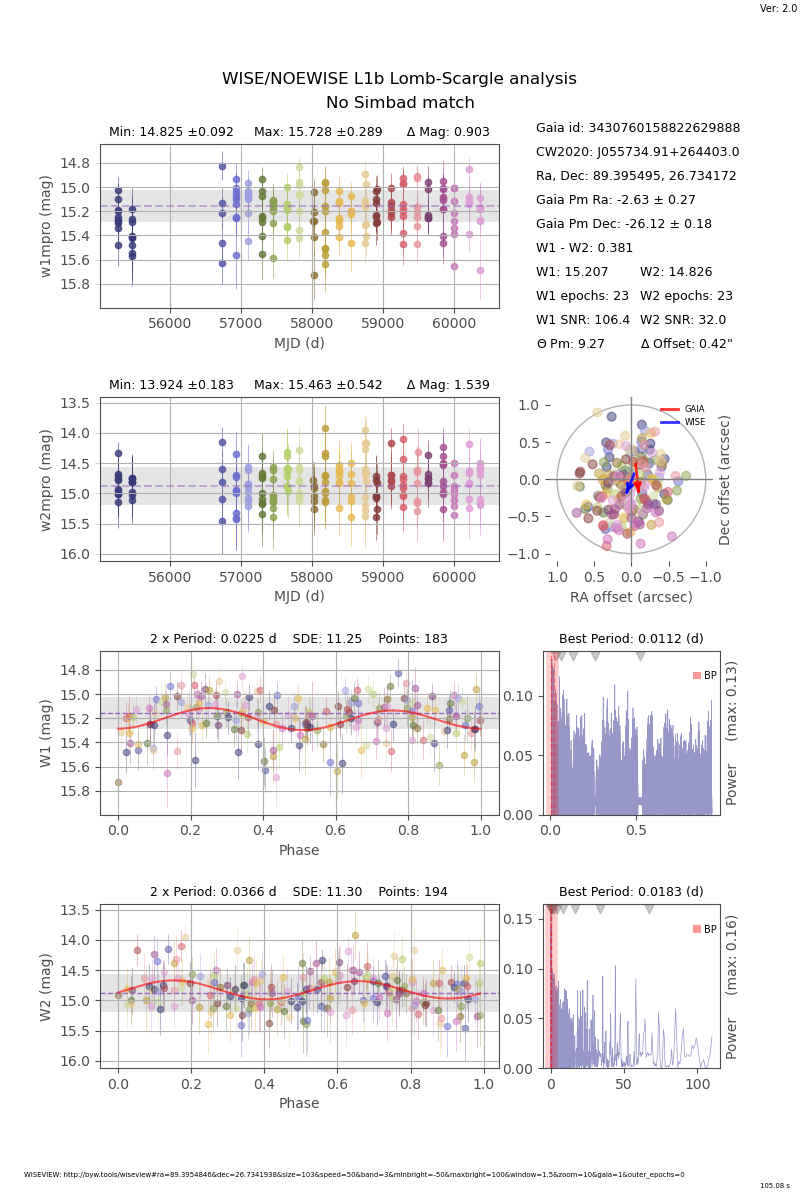 Ver: 2.0
WISE/NOEWISE L1b Lomb-Scargle analysis
No Simbad match
Min: 14.825 ±0.092 Max: 15.728 ±0.289 Δ Mag: 0.903
14.8
15.0
15.2
15.4
15.6
15.8
w1mpro (mag)
56000 57000 58000 59000 60000
MJD (d)
Gaia id: 3430760158822629888
CW2020: J055734.91+264403.0
Ra, Dec: 89.395495, 26.734172
Gaia Pm Ra: -2.63 ± 0.27
Gaia Pm Dec: -26.12 ± 0.18
W1 - W2: 0.381
W1: 15.207 W2: 14.826
W1 epochs: 23 W2 epochs: 23
W1 SNR: 106.4 W2 SNR: 32.0
Θ Pm: 9.27 Δ Offset: 0.42"
Min: 13.924 ±0.183 Max: 15.463 ±0.542 Δ Mag: 1.539
13.5
14.0
14.5
15.0
15.5
16.0
w2mpro (mag)
56000 57000 58000 59000 60000
MJD (d)
1.0
0.5
0.0
−0.5
−1.0
GAIA
WISE
Dec offset (arcsec)
1.0 0.5 0.0 −0.5 −1.0
RA offset (arcsec)
2 x Period: 0.0225 d SDE: 11.25 Points: 183
14.8
15.0
15.2
15.4
15.6
15.8
W1 (mag)
0.0 0.2 0.4 0.6 0.8 1.0
Phase
Best Period: 0.0112 (d)
0.10
0.05
0.00
BP
Power (max: 0.13)
0.0 0.5
2 x Period: 0.0366 d SDE: 11.30 Points: 194
13.5
14.0
14.5
15.0
15.5
16.0
W2 (mag)
0.0 0.2 0.4 0.6 0.8 1.0
Phase
Best Period: 0.0183 (d)
0.15
0.10
0.05
0.00
BP
Power (max: 0.16)
0 50 100
WISEVIEW: http://byw.tools/wiseview#ra=89.3954846&dec=26.7341938&size=103&speed=50&band=3&minbright=-50&maxbright=100&window=1.5&zoom=10&gaia=1&outer_epochs=0
105.08 s